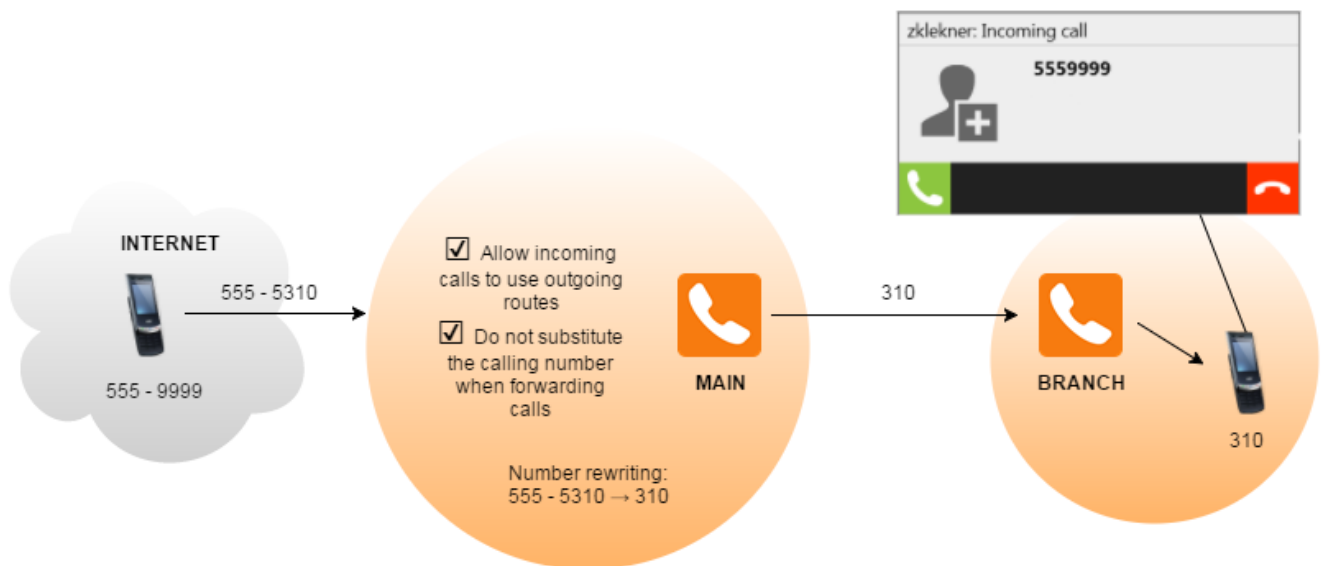 zklekner: Incoming call
5559999
INTERNET
555 - 5310
555 - 9999
Allow incoming
calls to use outgoing
routes
Do not substitute
the calling number
when forwarding
calls
Number rewriting:
555 - 5310 → 310
MAIN
310
BRANCH
310